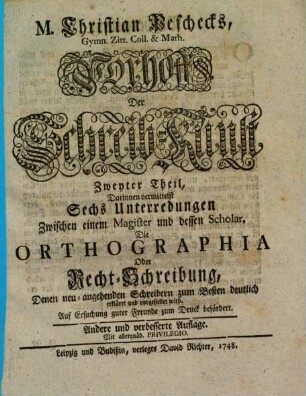 M. Christian Peschecks,
Gymn. Zitt. Coll. & Math.
Vorhoffs
Der
Schreib-Kunst
Zweyter Theil,
Darinnen vermittelst
Sechs Unterredungen
Zwischen einem Magister und dessen Scholar,
Die
ORTHOGRAPHIA
Oder
Recht-Schreibung,
Denen neu-angehenden Schreibern zum Besten deutlich
erkläret und vorgestellet wird.
Auf Ersuchung guter Freunde zum Druck befördert.
Andere und verbesserte Auflage.
Mit allergnäd. PRIVILEGIO.
Leipzig und Budißin, verlegts David Richter, 1748.